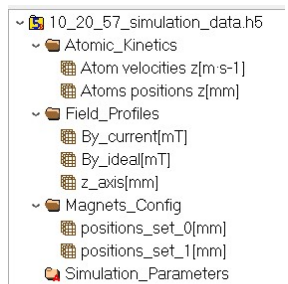 10_20_57_simulation_data.h5
Atomic_Kinetics
Atom velocities z[m·s-1]
Atoms positions z[mm]
Field_Profiles
By_current[mT]
By_ideal[mT]
z_axis[mm]
Magnets_Config
positions_set_0[mm]
positions_set_1[mm]
Simulation_Parameters